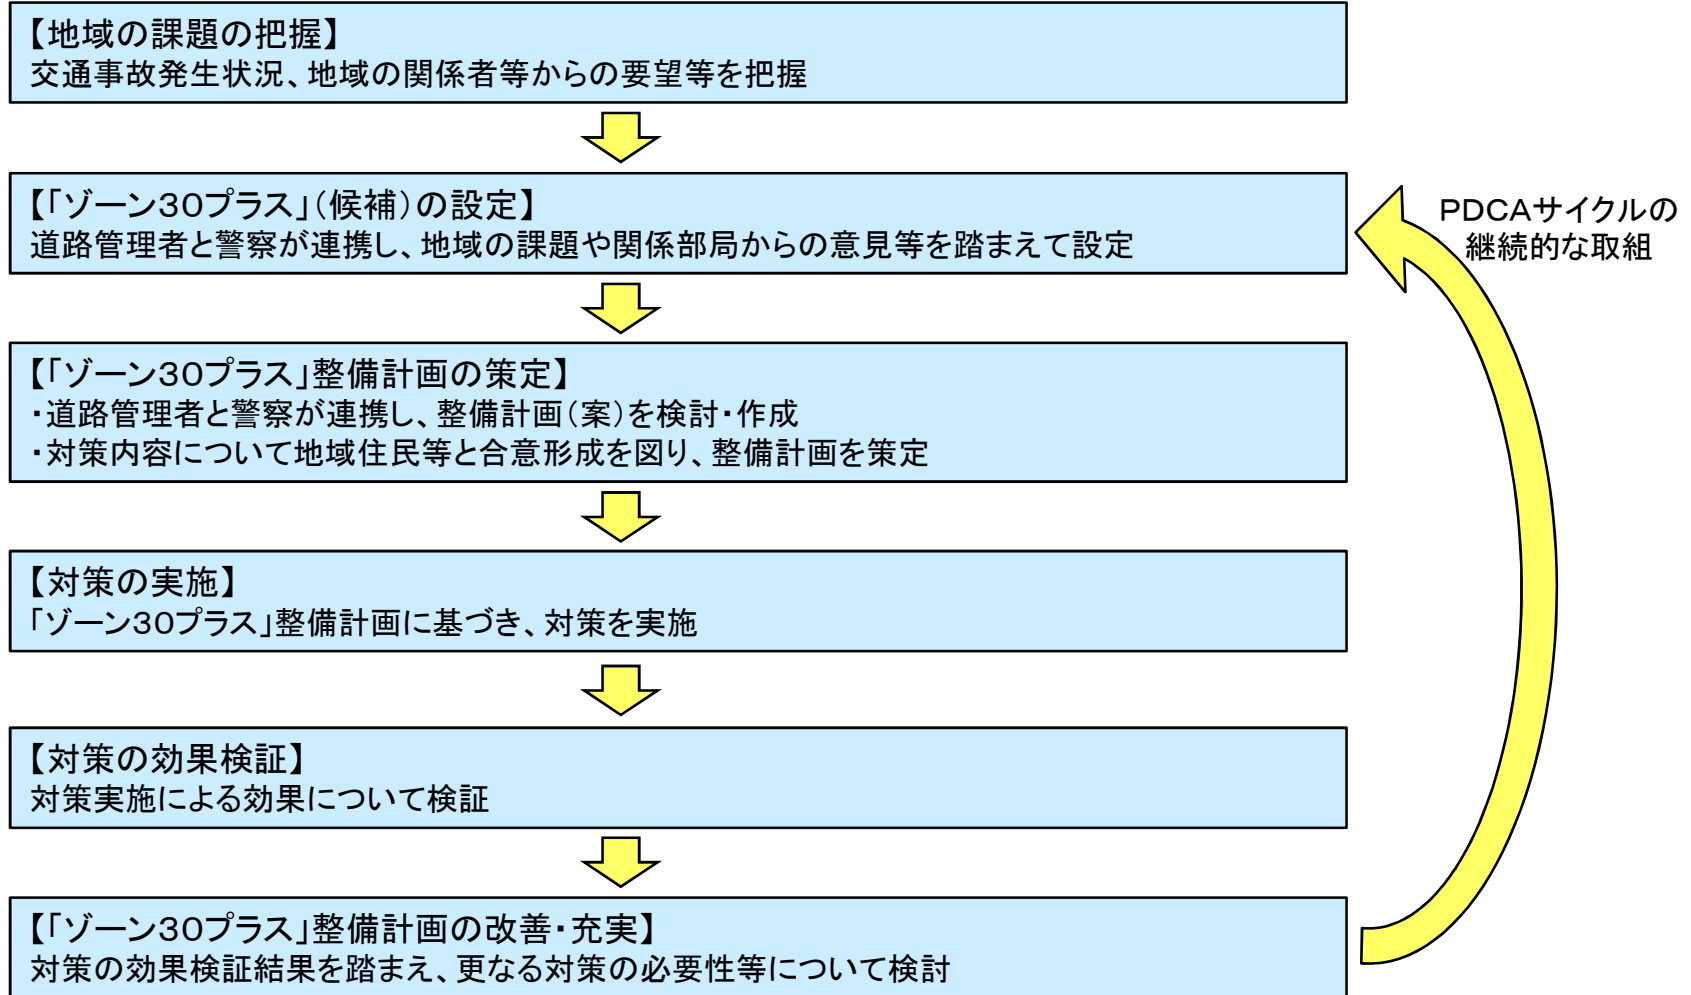 【地域の課題の把握】
交通事故発生状況、地域の関係者等からの要望等を把握
【「ゾーン30プラス」(候補)の設定】
道路管理者と警察が連携し、地域の課題や関係部局からの意見等を踏まえて設定
PDCAサイクルの
継続的な取組
【「ゾーン30プラス」整備計画の策定】
・道路管理者と警察が連携し、整備計画(案)を検討・作成
・対策内容について地域住民等と合意形成を図り、整備計画を策定
【対策の実施】
「ゾーン30プラス」整備計画に基づき、対策を実施
【対策の効果検証】
対策実施による効果について検証
【「ゾーン30プラス」整備計画の改善・充実】
対策の効果検証結果を踏まえ、更なる対策の必要性等について検討